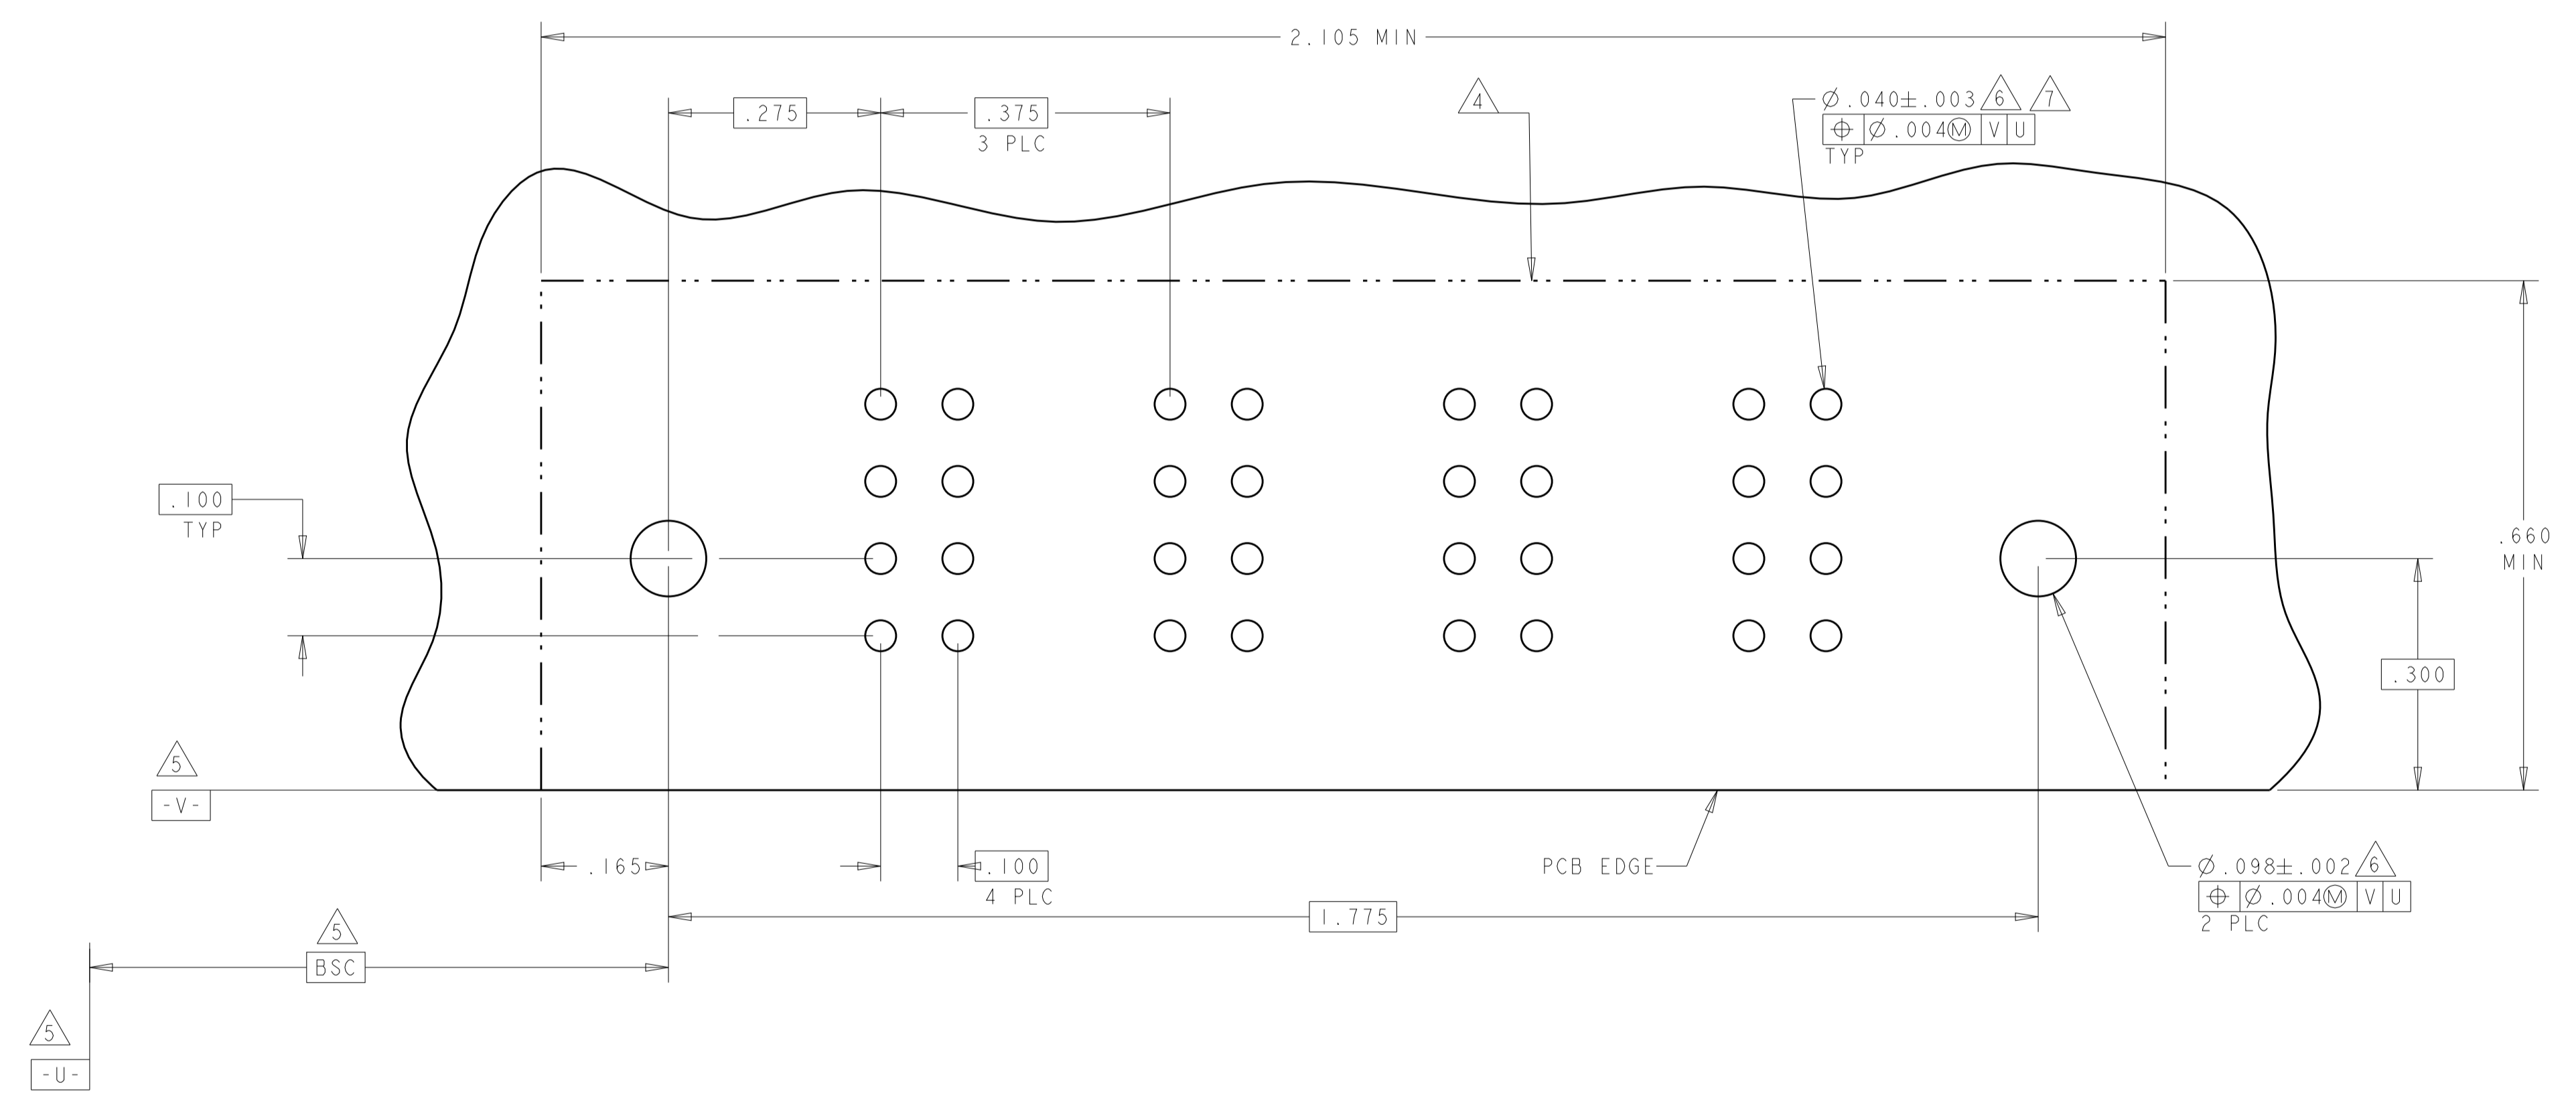 2.105 MIN
.275
.375
3 PLC
4
Ø.040±.003 6 7
⌖ Ø.004Ⓜ V U
TYP
.100
TYP
.660
MIN
.300
5
-V-
.165
.100
4 PLC
PCB EDGE
Ø.098±.002 6
⌖ Ø.004Ⓜ V U
2 PLC
1.775
5
BSC
5
-U-